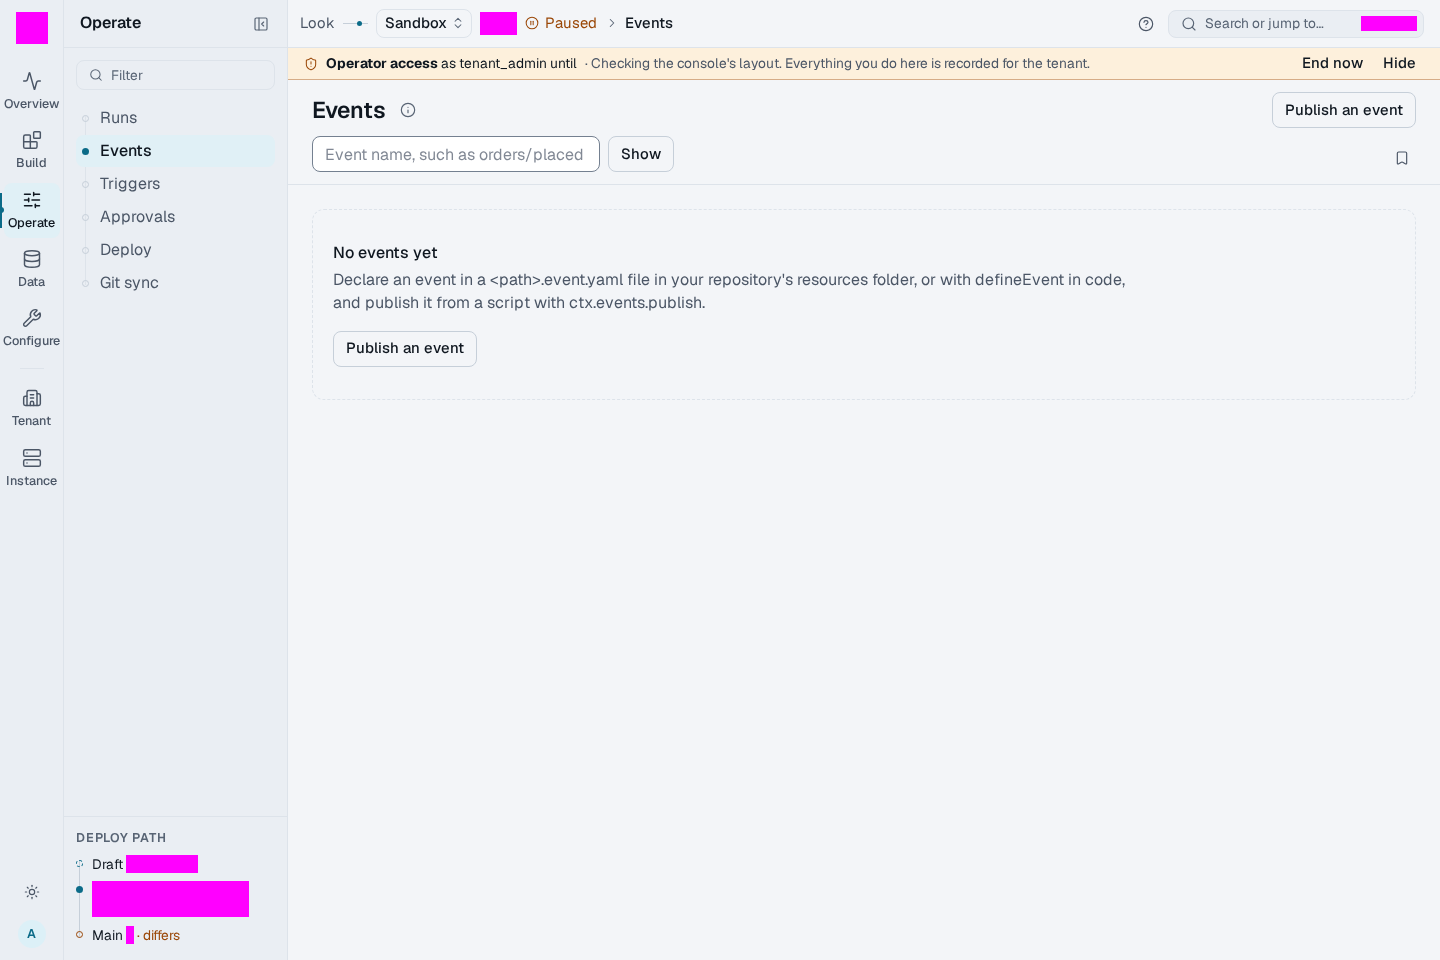 Operate
Look
Sandbox
Paused
Events
Search or jump to…
Operator access as tenant_admin until · Checking the console's layout. Everything you do here is recorded for the tenant.
End now
Hide
Overview
Build
Operate
Data
Configure
Tenant
Instance
A
Filter
Runs
Events
Triggers
Approvals
Deploy
Git sync
DEPLOY PATH
Draft
Main · differs
Events
Publish an event
Event name, such as orders/placed
Show
No events yet
Declare an event in a <path>.event.yaml file in your repository's resources folder, or with defineEvent in code,
and publish it from a script with ctx.events.publish.
Publish an event